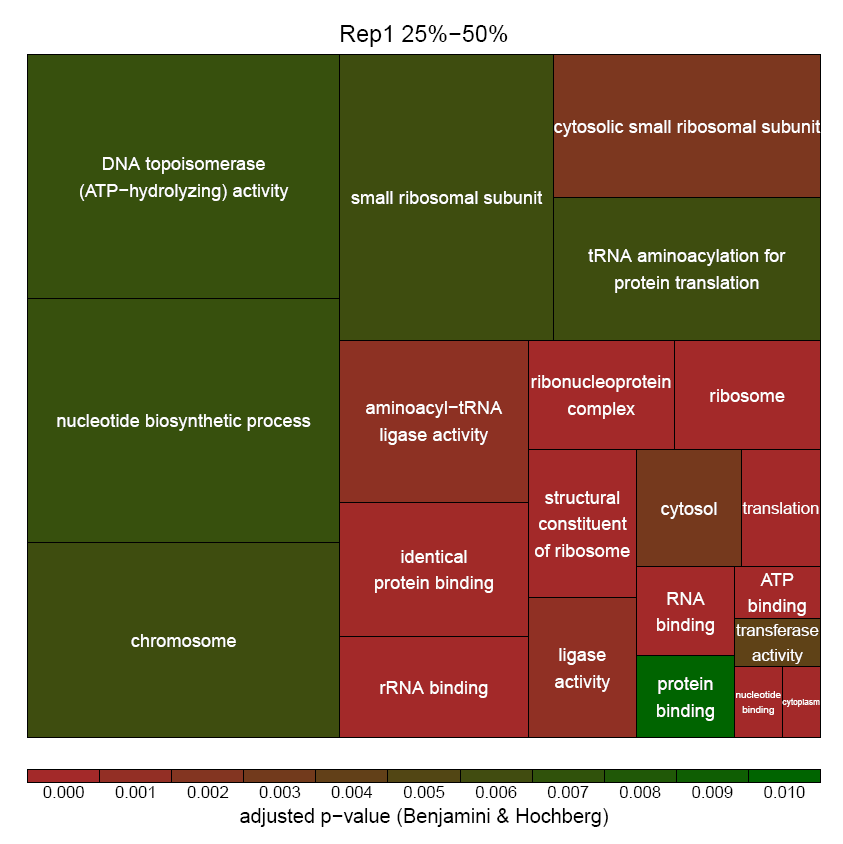 Rep1 25%−50%
DNA topoisomerase
(ATP−hydrolyzing) activity
small ribosomal subunit
cytosolic small ribosomal subunit
tRNA aminoacylation for
protein translation
nucleotide biosynthetic process
aminoacyl−tRNA
ligase activity
ribonucleoprotein
complex
ribosome
structural
constituent
of ribosome
cytosol
translation
identical
protein binding
chromosome
RNA
binding
ATP
binding
transferase
activity
rRNA binding
ligase
activity
protein
binding
nucleotide
binding
cytoplasm
0.000 0.001 0.002 0.003 0.004 0.005 0.006 0.007 0.008 0.009 0.010
adjusted p−value (Benjamini & Hochberg)